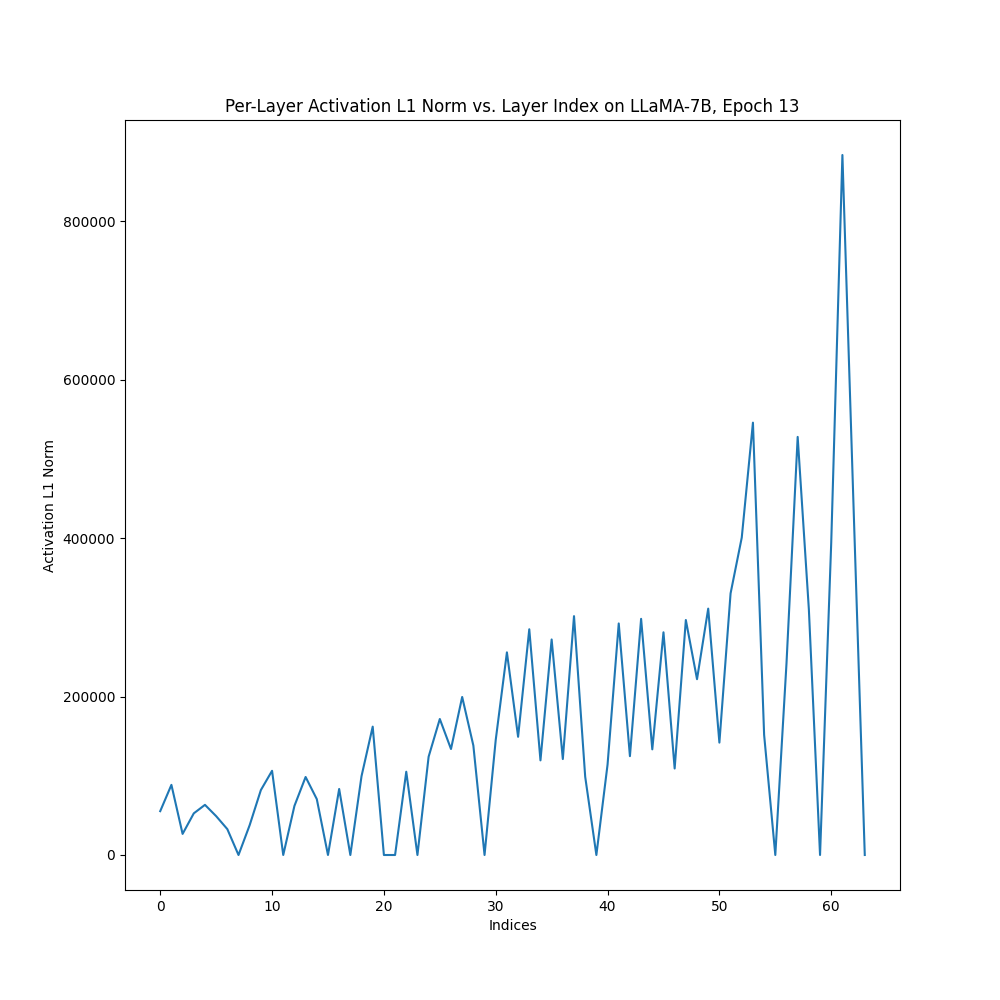 Per-Layer Activation L1 Norm vs. Layer Index on LLaMA-7B, Epoch 13
800000
600000
400000
200000
0
Activation L1 Norm
0 10 20 30 40 50 60
Indices